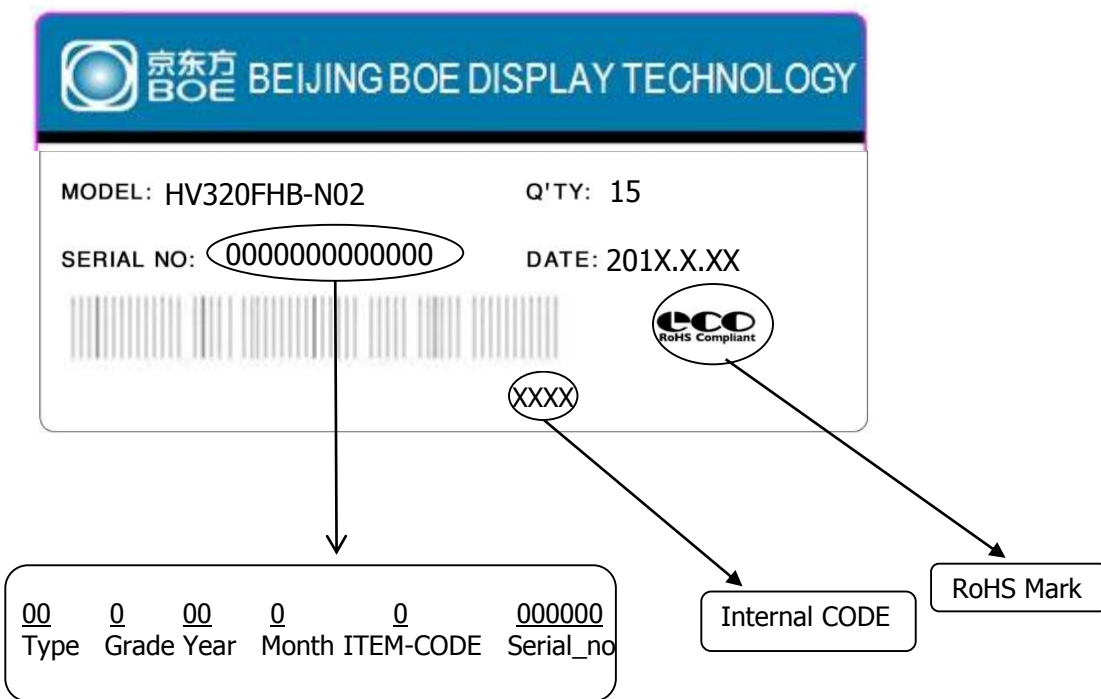 京东方
BOE
BEIJING BOE DISPLAY TECHNOLOGY
MODEL: HV320FHB-N02
Q'TY: 15
SERIAL NO: 0000000000000
DATE: 201X.X.XX
eco
RoHS Compliant
XXXX
00 0 00 0 0 000000
Type Grade Year Month ITEM-CODE Serial_no
Internal CODE
RoHS Mark